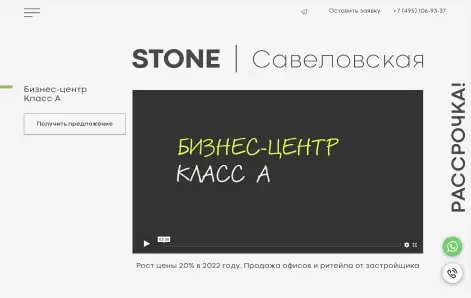 Оставить заявку +7 (495) 106-93-37
STONE | Савеловская
Бизнес-центр
Класс А
Получить предложение
БИЗНЕС-ЦЕНТР
КЛАСС А
РАССРОЧКА!
Рост цены 20% в 2022 году. Продажа офисов и ритейла от застройщика